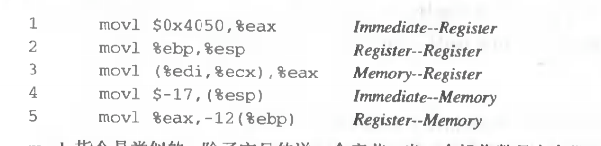 1 movl $0x4050,%eax Immediate--Register
2 movl %ebp,%esp Register--Register
3 movl (%edi,%ecx),%eax Memory--Register
4 movl $-17,(%esp) Immediate--Memory
5 movl %eax,-12(%ebp) Register--Memory